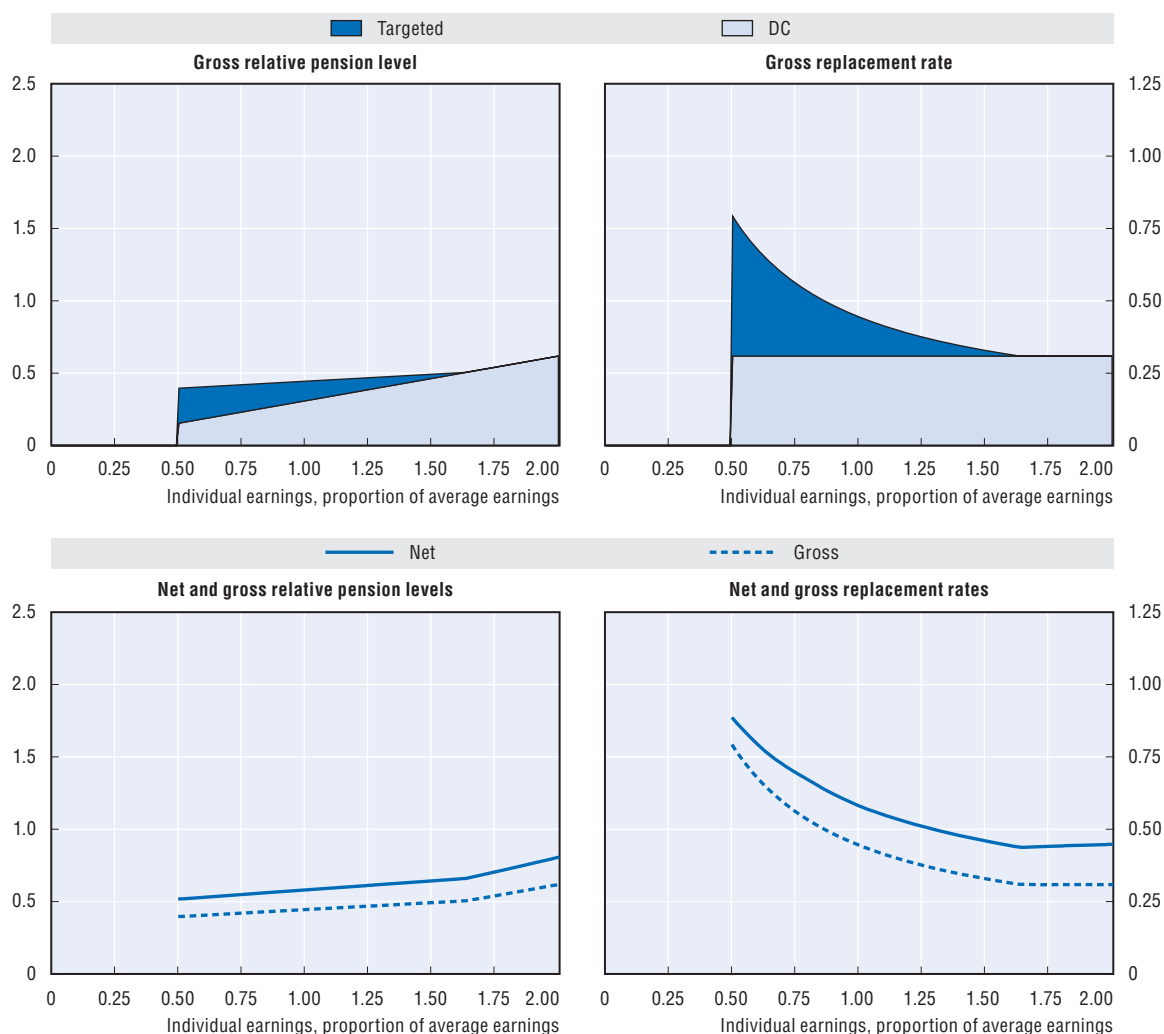 Targeted DC
Gross relative pension level
2.5
2.0
1.5
1.0
0.5
0
0 0.25 0.50 0.75 1.00 1.25 1.50 1.75 2.00
Individual earnings, proportion of average earnings
Gross replacement rate
1.25
1.00
0.75
0.50
0.25
0
0 0.25 0.50 0.75 1.00 1.25 1.50 1.75 2.00
Individual earnings, proportion of average earnings
Net Gross
Net and gross relative pension levels
2.5
2.0
1.5
1.0
0.5
0
0 0.25 0.50 0.75 1.00 1.25 1.50 1.75 2.00
Individual earnings, proportion of average earnings
Net and gross replacement rates
1.25
1.00
0.75
0.50
0.25
0
0 0.25 0.50 0.75 1.00 1.25 1.50 1.75 2.00
Individual earnings, proportion of average earnings